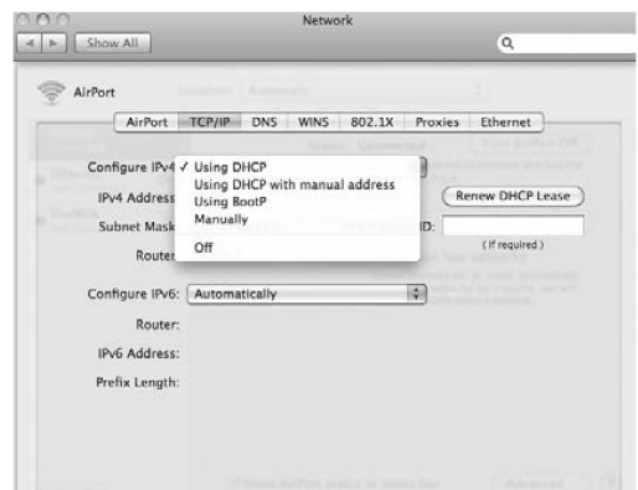 Network
Show All
AirPort
AirPort TCP/IP DNS WINS 802.1X Proxies Ethernet
Configure IPv4 ✓ Using DHCP
Using DHCP with manual address
Using BootP
Manually
Off
IPv4 Address
Renew DHCP Lease
Subnet Mask
ID:
( If required )
Router
Configure IPv6: Automatically
Router:
IPv6 Address:
Prefix Length: